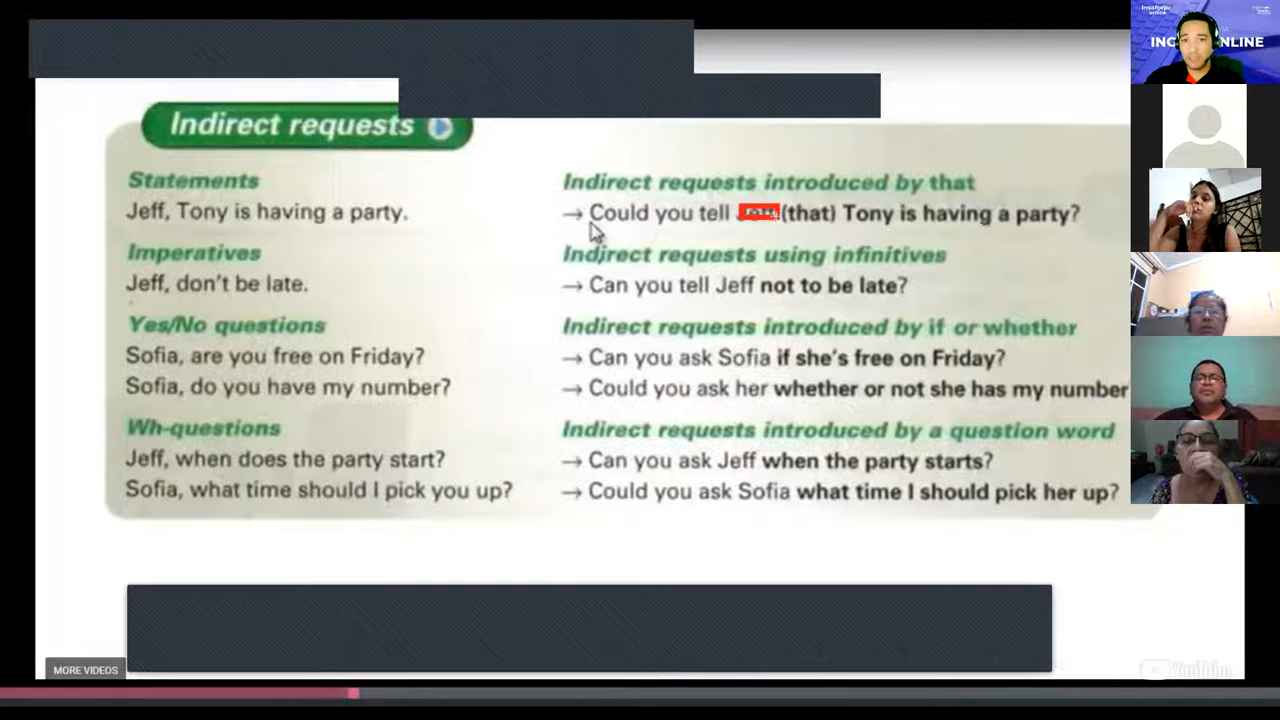 Insaforp
online
INC NLINE
Indirect requests
Statements
Jeff, Tony is having a party.
Indirect requests introduced by that
→ Could you tell Jeff (that) Tony is having a party?
Imperatives
Jeff, don't be late.
Indirect requests using infinitives
→ Can you tell Jeff not to be late?
Yes/No questions
Sofia, are you free on Friday?
Sofia, do you have my number?
Indirect requests introduced by if or whether
→ Can you ask Sofia if she's free on Friday?
→ Could you ask her whether or not she has my number
Wh-questions
Jeff, when does the party start?
Sofia, what time should I pick you up?
Indirect requests introduced by a question word
→ Can you ask Jeff when the party starts?
→ Could you ask Sofia what time I should pick her up?
MORE VIDEOS
YouTube